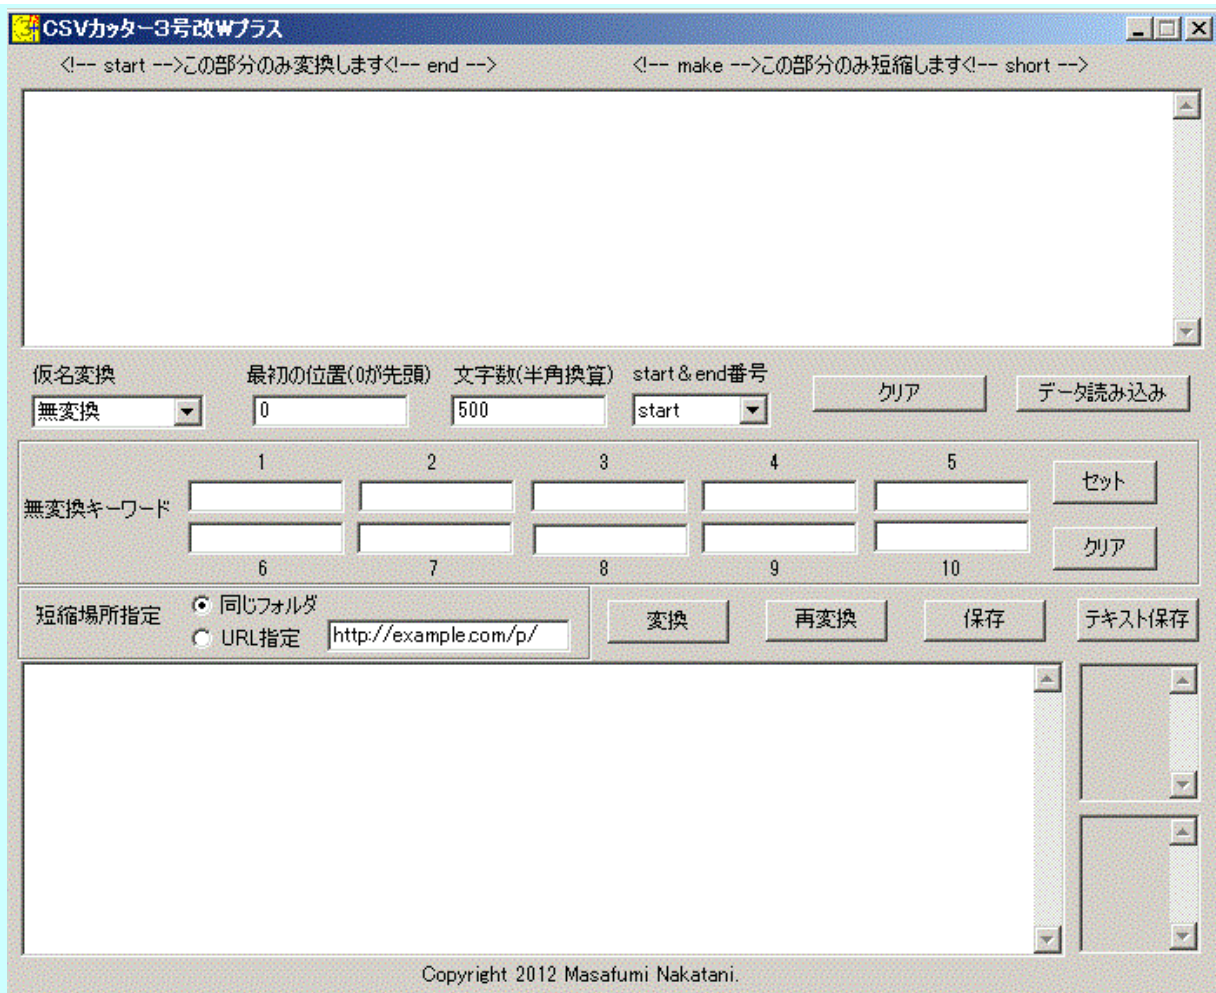 CSVカッター3号改Wプラス
<!-- start -->この部分のみ変換します<!-- end -->
<!-- make -->この部分のみ短縮します<!-- short -->
仮名変換
最初の位置(0が先頭)
文字数(半角換算)
start&end番号
無変換
0
500
start
クリア
データ読み込み
1 2 3 4 5
無変換キーワード
セット
クリア
6 7 8 9 10
短縮場所指定
同じフォルダ
URL指定
http://example.com/p/
変換
再変換
保存
テキスト保存
Copyright 2012 Masafumi Nakatani.